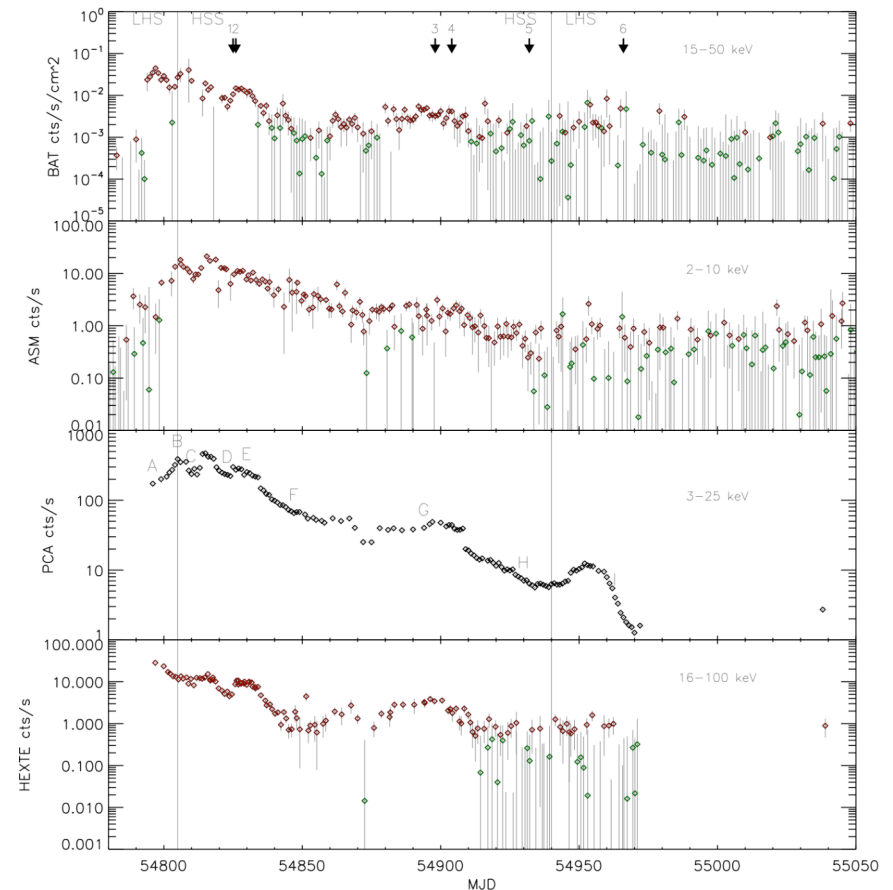 LHS HSS HSS LHS
12 3 4 5 6
15-50 keV
BAT cts/s/cm^2
10^1
10^0
10^-1
10^-2
10^-3
10^-4
10^-5
2-10 keV
ASM cts/s
100.00
10.00
1.00
0.10
0.01
3-25 keV
PCA cts/s
1000
100
10
1
A B C D E F G H I
16-100 keV
HEXTE cts/s
100.000
10.000
1.000
0.100
0.010
0.001
54800 54850 54900 54950 55000 55050
MJD